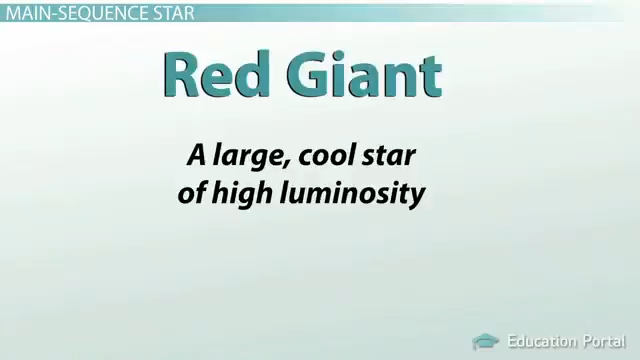 MAIN-SEQUENCE STAR
Red Giant
A large, cool star
of high luminosity
Education Portal